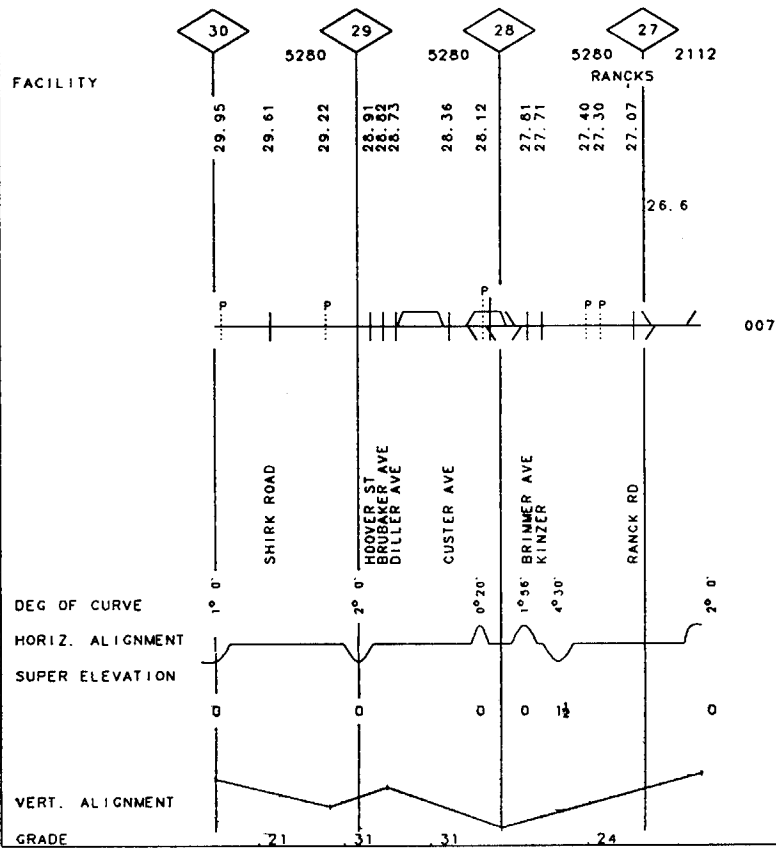 30 29 28 27
5280 5280 5280 2112
FACILITY RANCKS
29.95 29.61 29.22 28.91 28.82 28.73 28.36 28.12 27.81 27.71 27.40 27.30 27.07
26.6
P P P P P
007
SHIRK ROAD HOOVER ST BRUBAKER AVE DILLER AVE CUSTER AVE BRIMMER AVE KINZER RANCK RD
DEG OF CURVE 1° 0' 2° 0' 0° 20' 1° 56' 4° 30' 2° 0'
HORIZ. ALIGNMENT
SUPER ELEVATION
0 0 0 0 1½ 0
VERT. ALIGNMENT
GRADE .21 .31 .31 .24